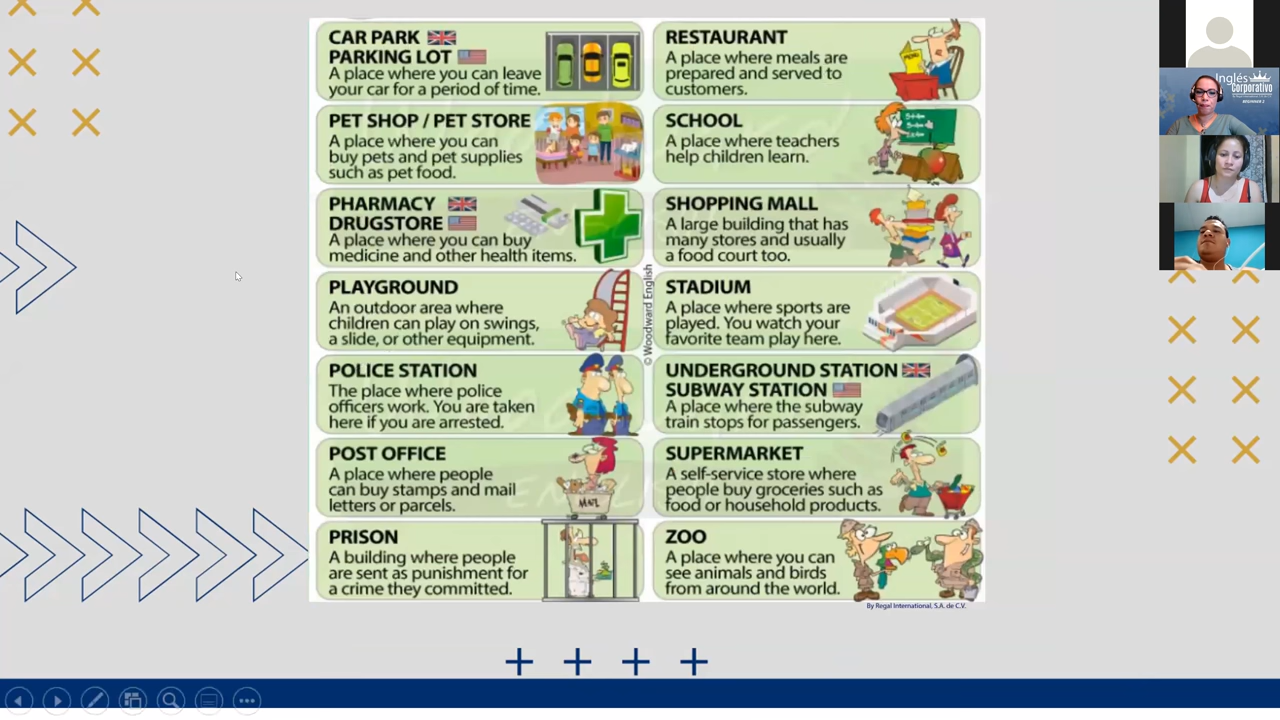 CAR PARK
PARKING LOT
A place where you can leave
your car for a period of time.
PET SHOP / PET STORE
A place where you can
buy pets and pet supplies
such as pet food.
PHARMACY
DRUGSTORE
A place where you can buy
medicine and other health items.
PLAYGROUND
An outdoor area where
children can play on swings,
a slide, or other equipment.
POLICE STATION
The place where police
officers work. You are taken
here if you are arrested.
POST OFFICE
A place where people
can buy stamps and mail
letters or parcels.
MAIL
PRISON
A building where people
are sent as punishment for
a crime they committed.
© Woodward English
RESTAURANT
A place where meals are
prepared and served to
customers.
MENU
SCHOOL
A place where teachers
help children learn.
SHOPPING MALL
A large building that has
many stores and usually
a food court too.
STADIUM
A place where sports are
played. You watch your
favorite team play here.
UNDERGROUND STATION
SUBWAY STATION
A place where the subway
train stops for passengers.
SUPERMARKET
A self-service store where
people buy groceries such as
food or household products.
ZOO
A place where you can
see animals and birds
from around the world.
By Regal International, S.A. de C.V.
Inglés
Corporativo
BEGINNER 2